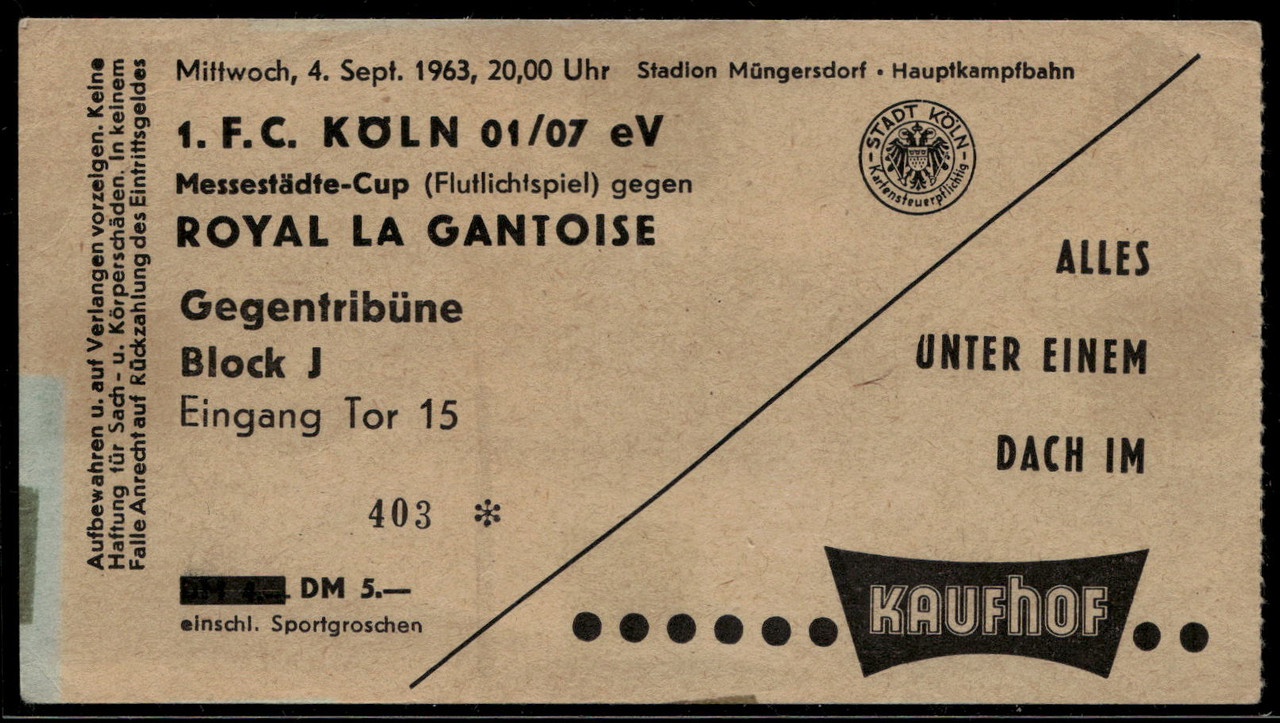 Aufbewahren u. auf Verlangen vorzeigen. Keine
Haftung für Sach- u. Körperschäden. In keinem
Falle Anrecht auf Rückzahlung des Eintrittsgeldes
Mittwoch, 4. Sept. 1963, 20,00 Uhr Stadion Müngersdorf • Hauptkampfbahn
1. F.C. KÖLN 01/07 eV
Messestädte-Cup (Flutlichtspiel) gegen
ROYAL LA GANTOISE
STADT KÖLN
Kartensteuerpflichtig
Gegentribüne
Block J
Eingang Tor 15
403 *
DM 4.— DM 5.—
einschl. Sportgroschen
ALLES
UNTER EINEM
DACH IM
KAUFhOF